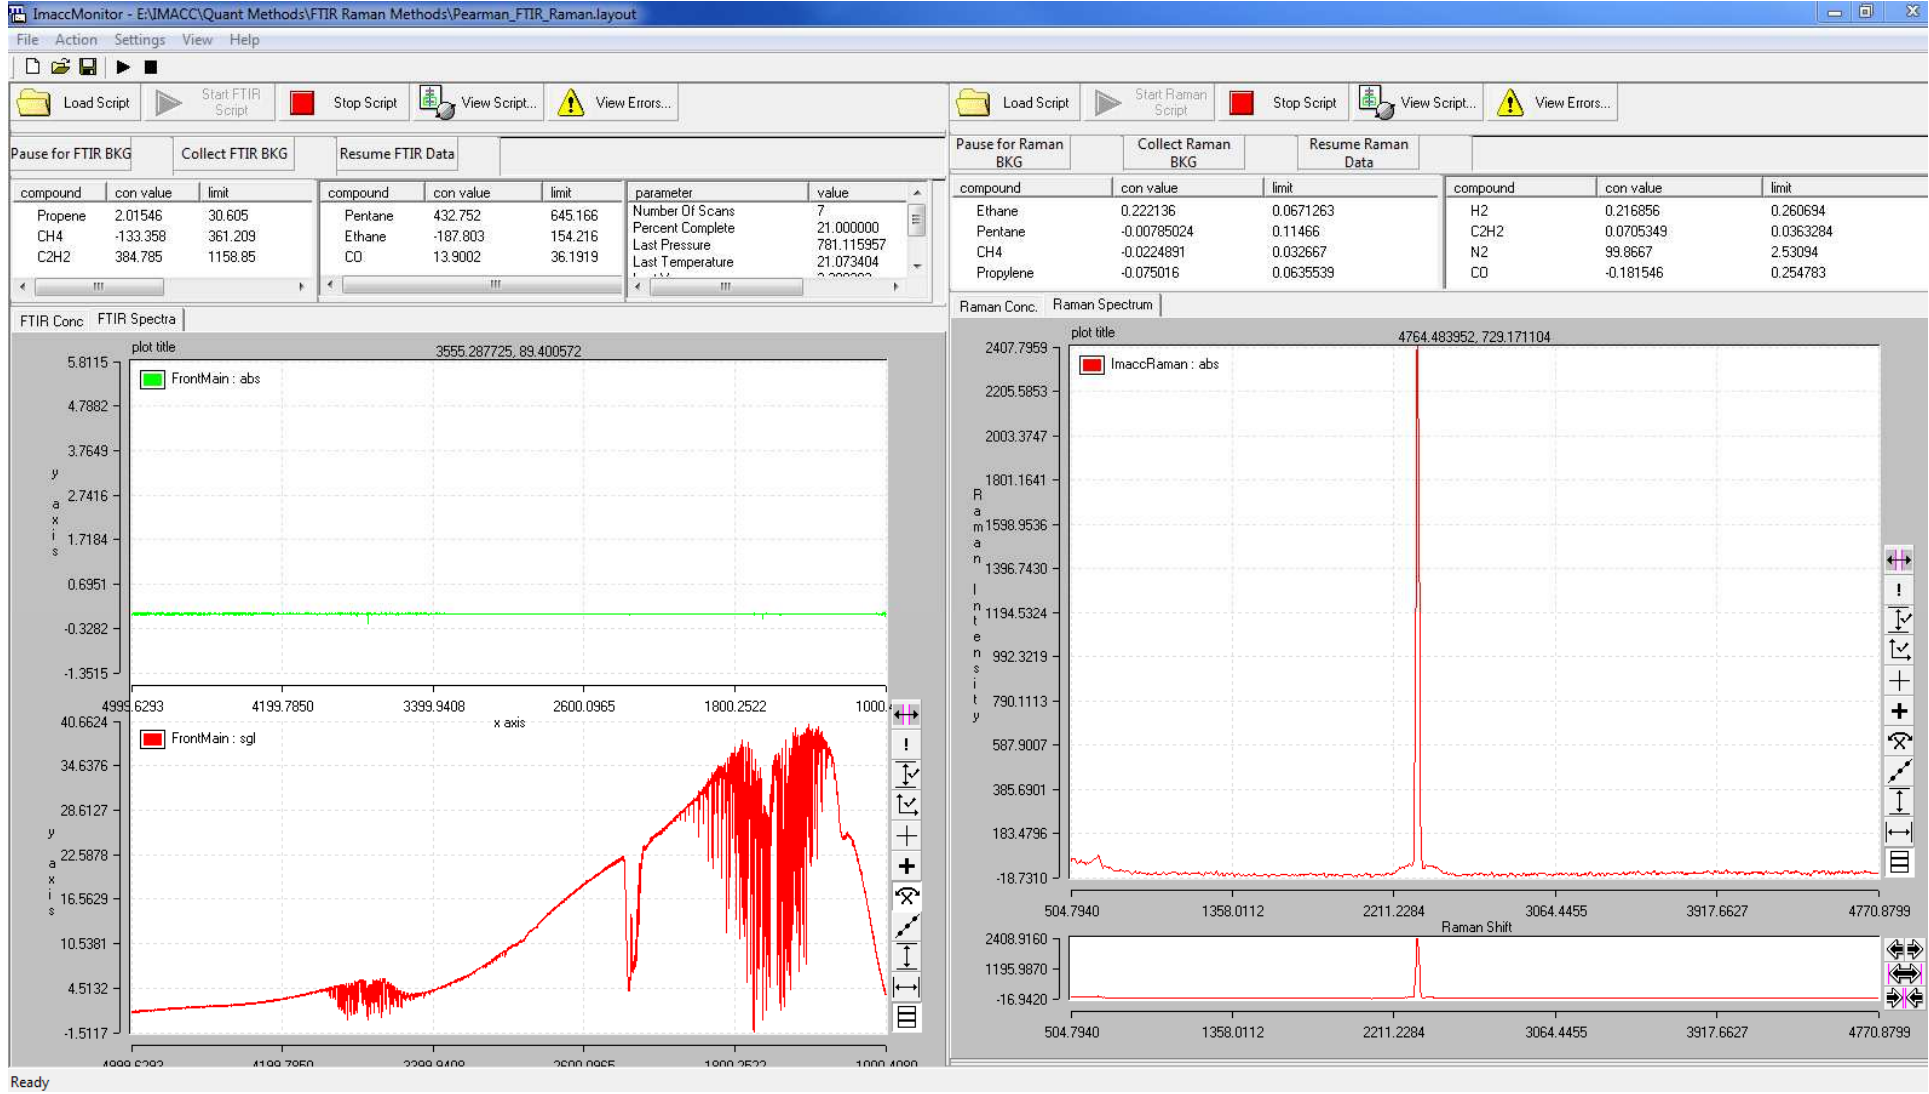 ImaccMonitor - E:\IMACC\Quant Methods\FTIR Raman Methods\Pearman_FTIR_Raman.layout
File Action Settings View Help
Load Script Start FTIR Script Stop Script View Script... View Errors...
Pause for FTIR BKG Collect FTIR BKG Resume FTIR Data
compound con value limit
Propene 2.01546 30.605
CH4 -133.358 361.209
C2H2 384.785 1158.85
compound con value limit
Pentane 432.752 645.166
Ethane -187.803 154.216
CO 13.9002 36.1919
parameter value
Number Of Scans 7
Percent Complete 21.000000
Last Pressure 781.115957
Last Temperature 21.073404
FTIR Conc FTIR Spectra
plot title 3555.287725, 89.400572
FrontMain : abs
5.8115
4.7882
3.7649
2.7416
1.7184
0.6951
-0.3282
-1.3515
y axis
4999.6293 4199.7850 3399.9408 2600.0965 1800.2522 1000.
x axis
FrontMain : sgl
40.6624
34.6376
28.6127
22.5878
16.5629
10.5381
4.5132
-1.5117
y axis
4999.6293 4199.7850 3399.9408 2600.0965 1800.2522 1000.4080
Load Script Start Raman Script Stop Script View Script... View Errors...
Pause for Raman BKG Collect Raman BKG Resume Raman Data
compound con value limit
Ethane 0.222136 0.0671263
Pentane -0.00785024 0.11466
CH4 -0.0224891 0.032667
Propylene -0.075016 0.0635539
compound con value limit
H2 0.216856 0.260694
C2H2 0.0705349 0.0363284
N2 99.8667 2.53094
CO -0.181546 0.254783
Raman Conc. Raman Spectrum
plot title 4764.483952, 729.171104
ImaccRaman : abs
2407.7959
2205.5853
2003.3747
1801.1641
1598.9536
1396.7430
1194.5324
992.3219
790.1113
587.9007
385.6901
183.4796
-18.7310
Raman Intensity
504.7940 1358.0112 2211.2284 3064.4455 3917.6627 4770.8799
Raman Shift
2408.9160
1195.9870
-16.9420
504.7940 1358.0112 2211.2284 3064.4455 3917.6627 4770.8799
Ready